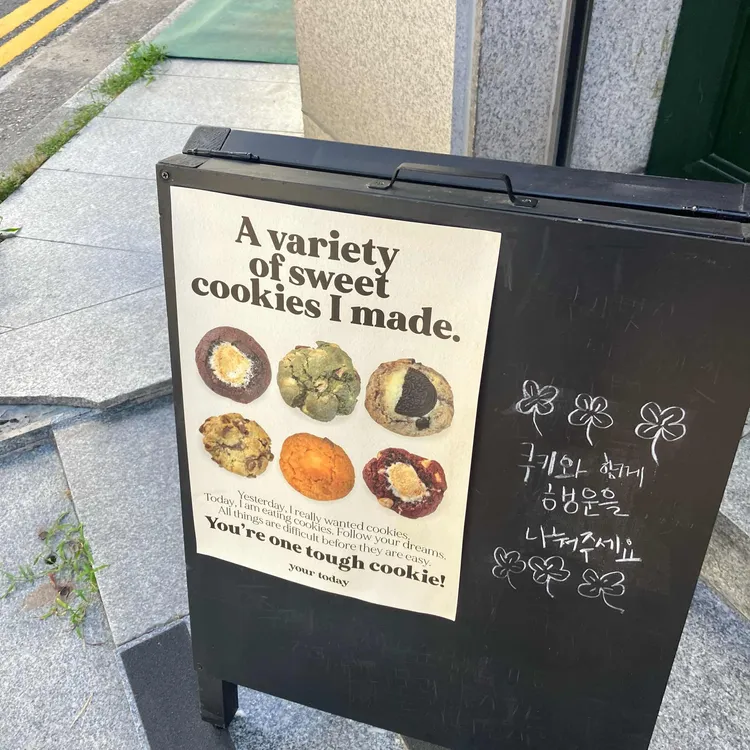 A variety
of sweet
cookies I made.
Yesterday, I really wanted cookies.
Today, I am eating cookies. Follow your dreams.
All things are difficult before they are easy.
You're one tough cookie!
your today
쿠키와 함께
행운을
나눠주세요